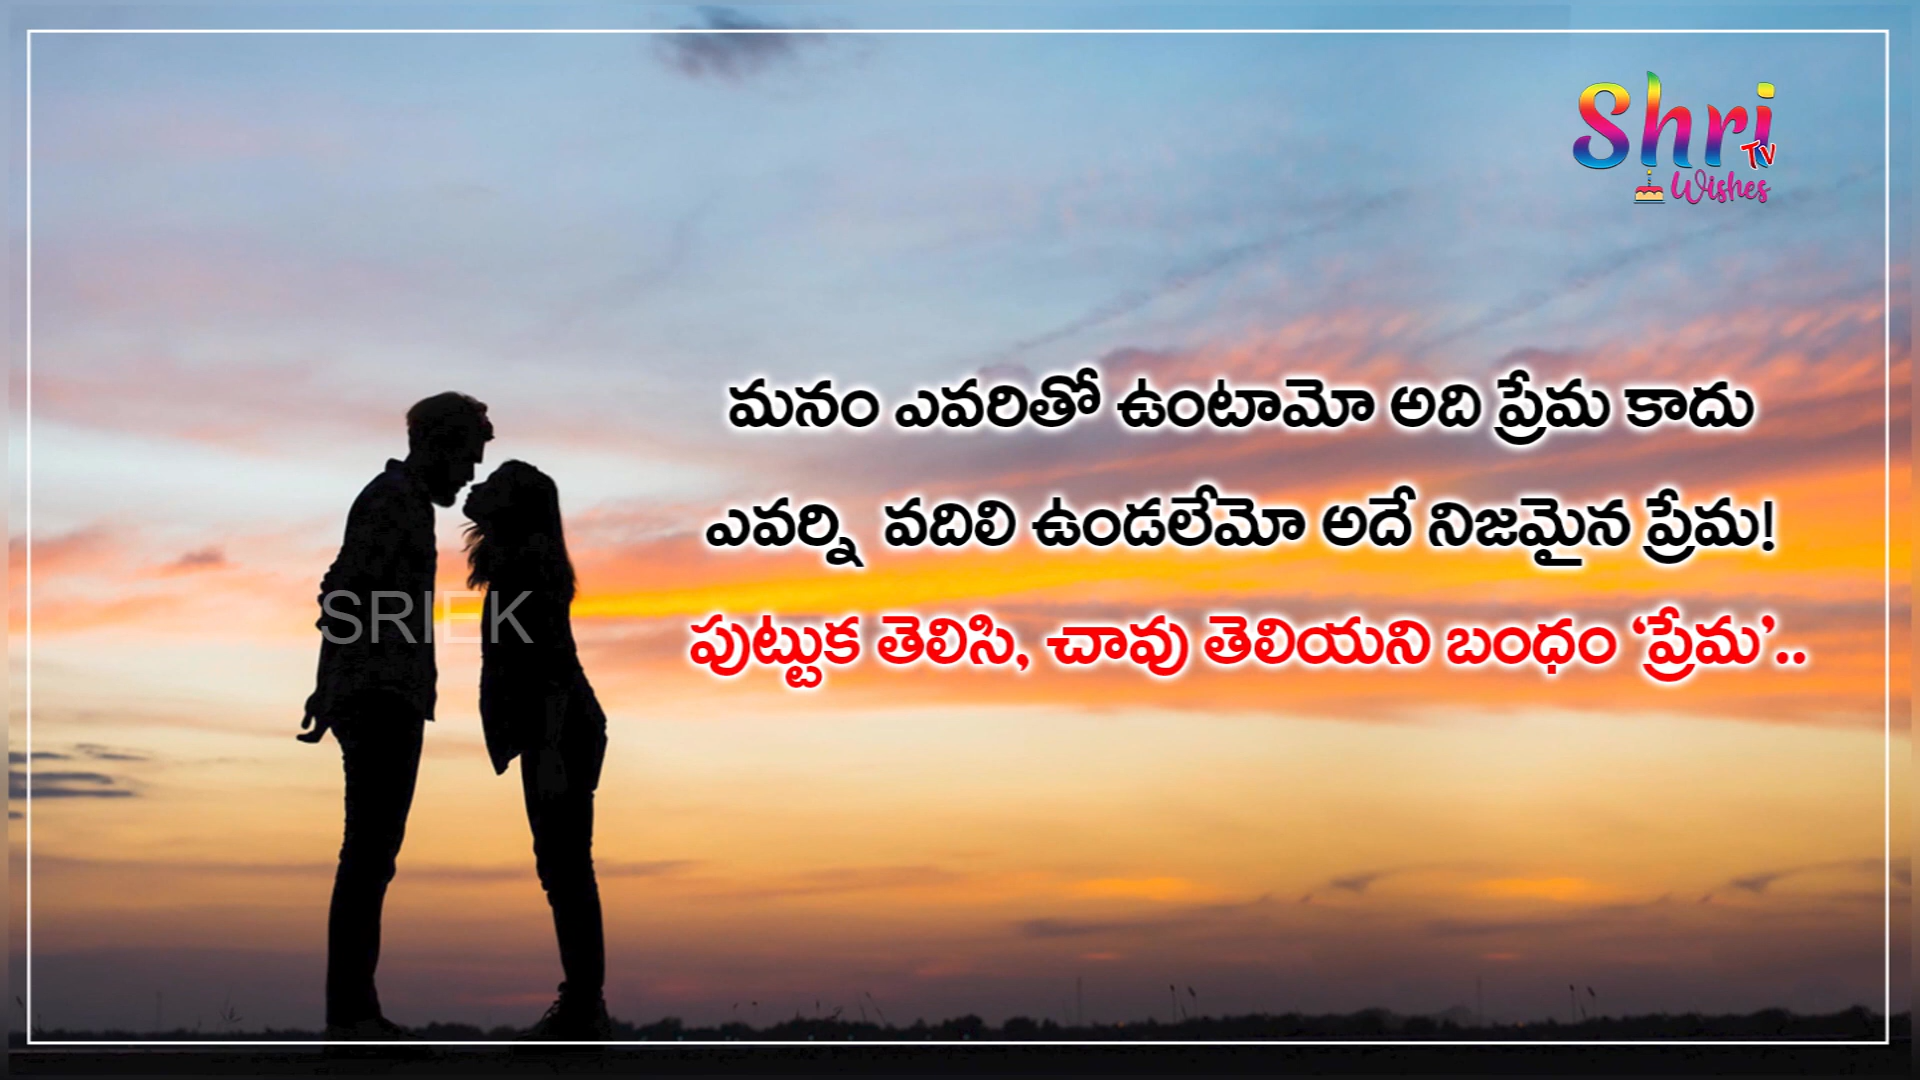 Shri
TV
Wishes
మనం ఎవరితో ఉంటామో అది ప్రేమ కాదు
ఎవర్ని వదిలి ఉండలేమో అదే నిజమైన ప్రేమ!
SRIEK
పుట్టుక తెలిసి, చావు తెలియని బంధం ‘ప్రేమ’..